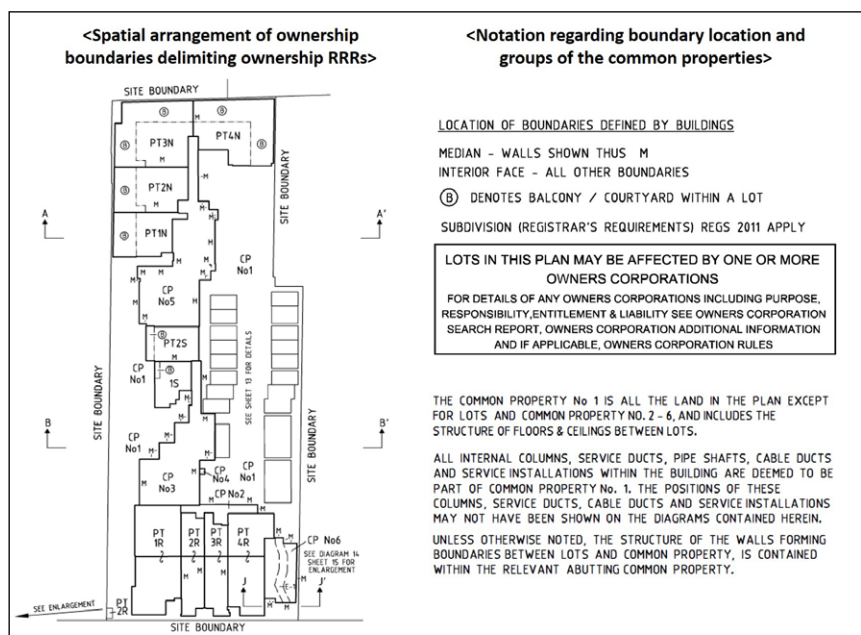 <Spatial arrangement of ownership
boundaries delimiting ownership RRRs>
SITE BOUNDARY
B
B
PT3N
M
PT4N
B
B
M
PT2N
B
M
M
PT1N
B
M
SITE BOUNDARY
A
A'
CP
No1
CP
No5
M
PT2S
B
M
CP
No1
1S
B
SEE SHEET 13 FOR DETAILS
SITE BOUNDARY
B
B'
CP
No1
CP
No3
M
CP
No4
CP
No1
CP No2
M
PT
1R
PT
2R
PT
3R
PT
4R
CP No6
SEE DIAGRAM 14
SHEET 15 FOR
ENLARGEMENT
J
J'
E-1
M
SEE ENLARGEMENT
PT
2R
SITE BOUNDARY
SITE BOUNDARY
<Notation regarding boundary location and
groups of the common properties>
LOCATION OF BOUNDARIES DEFINED BY BUILDINGS
MEDIAN - WALLS SHOWN THUS M
INTERIOR FACE - ALL OTHER BOUNDARIES
B DENOTES BALCONY / COURTYARD WITHIN A LOT
SUBDIVISION (REGISTRAR'S REQUIREMENTS) REGS 2011 APPLY
LOTS IN THIS PLAN MAY BE AFFECTED BY ONE OR MORE
OWNERS CORPORATIONS
FOR DETAILS OF ANY OWNERS CORPORATIONS INCLUDING PURPOSE,
RESPONSIBILITY,ENTITLEMENT & LIABILITY SEE OWNERS CORPORATION
SEARCH REPORT, OWNERS CORPORATION ADDITIONAL INFORMATION
AND IF APPLICABLE, OWNERS CORPORATION RULES
THE COMMON PROPERTY No 1 IS ALL THE LAND IN THE PLAN EXCEPT
FOR LOTS AND COMMON PROPERTY NO. 2 - 6, AND INCLUDES THE
STRUCTURE OF FLOORS & CEILINGS BETWEEN LOTS.
ALL INTERNAL COLUMNS, SERVICE DUCTS, PIPE SHAFTS, CABLE DUCTS
AND SERVICE INSTALLATIONS WITHIN THE BUILDING ARE DEEMED TO BE
PART OF COMMON PROPERTY No. 1. THE POSITIONS OF THESE
COLUMNS, SERVICE DUCTS, CABLE DUCTS AND SERVICE INSTALLATIONS
MAY NOT HAVE BEEN SHOWN ON THE DIAGRAMS CONTAINED HEREIN.
UNLESS OTHERWISE NOTED, THE STRUCTURE OF THE WALLS FORMING
BOUNDARIES BETWEEN LOTS AND COMMON PROPERTY, IS CONTAINED
WITHIN THE RELEVANT ABUTTING COMMON PROPERTY.